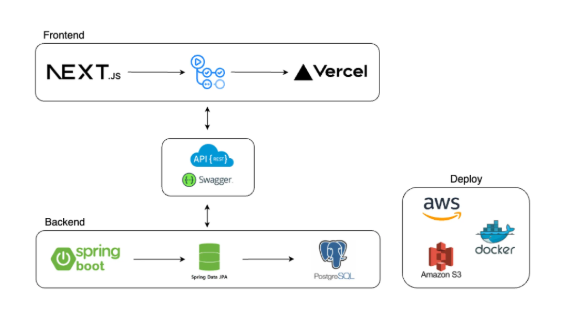 Frontend
NEXT.JS
Vercel
API {REST}
Swagger
Backend
spring
boot
Spring Data JPA
PostgreSQL
Deploy
aws
docker
Amazon S3